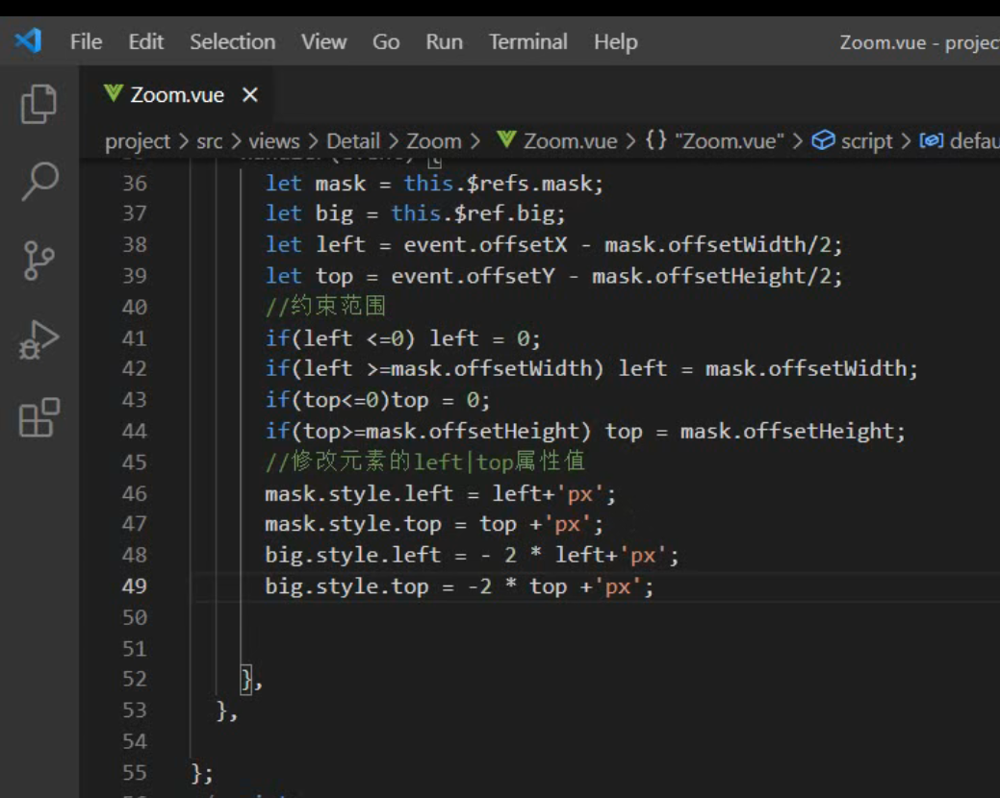 File Edit Selection View Go Run Terminal Help Zoom.vue - projec
Zoom.vue
project > src > views > Detail > Zoom > Zoom.vue > {} "Zoom.vue" > script > defau
36 let mask = this.$refs.mask;
37 let big = this.$ref.big;
38 let left = event.offsetX - mask.offsetWidth/2;
39 let top = event.offsetY - mask.offsetHeight/2;
40 //约束范围
41 if(left <=0) left = 0;
42 if(left >=mask.offsetWidth) left = mask.offsetWidth;
43 if(top<=0)top = 0;
44 if(top>=mask.offsetHeight) top = mask.offsetHeight;
45 //修改元素的left|top属性值
46 mask.style.left = left+'px';
47 mask.style.top = top +'px';
48 big.style.left = - 2 * left+'px';
49 big.style.top = -2 * top +'px';
50
51
52 },
53 },
54
55 };